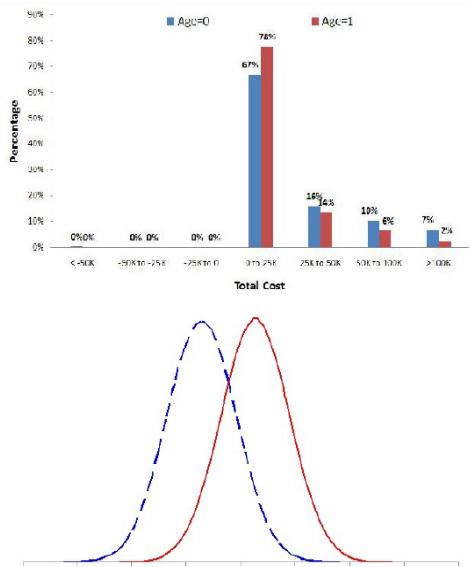 90%
Age=0 Age=1
80%
78%
70%
67%
60%
50%
40%
30%
20%
16%
14%
10%
10%
7%
6%
2%
0%
0% 0%
0% 0%
0% 0%
< -50K
-50K to -25K
-25K to 0
0 to 25K
25K to 50K
50K to 100K
>100K
Percentage
Total Cost